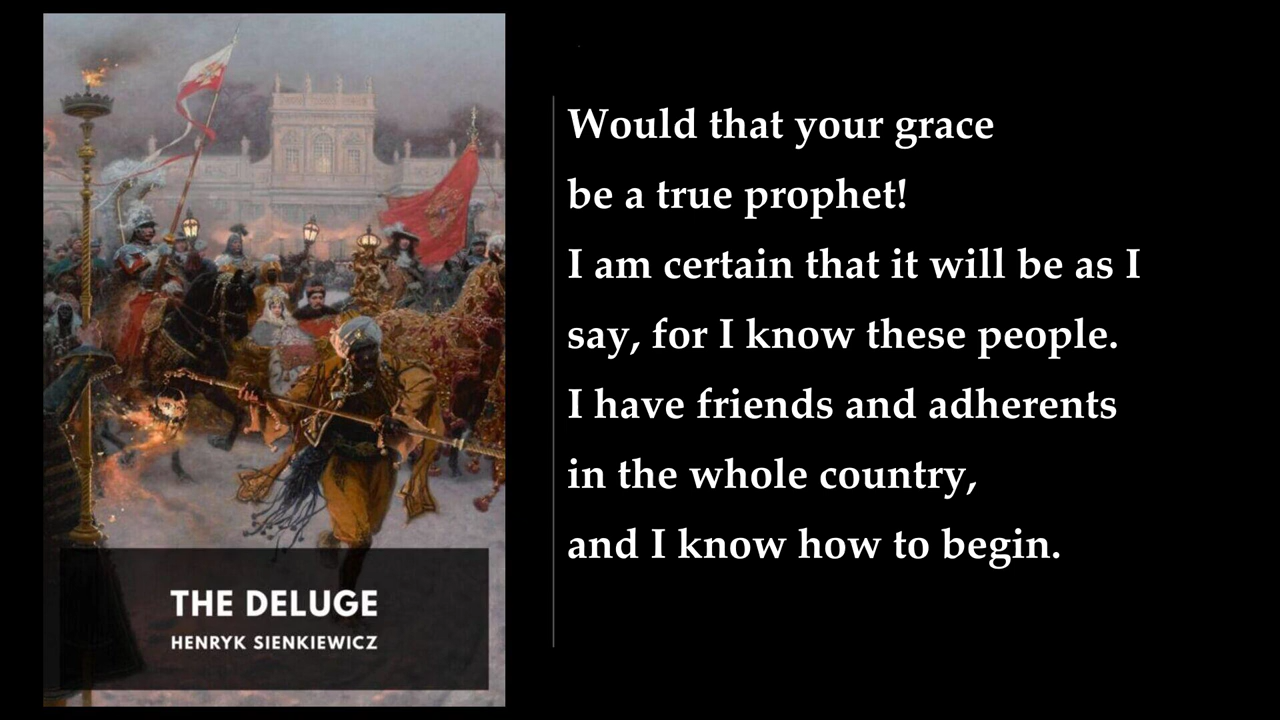 Would that your grace
be a true prophet!
I am certain that it will be as I
say, for I know these people.
I have friends and adherents
in the whole country,
and I know how to begin.
THE DELUGE
HENRYK SIENKIEWICZ